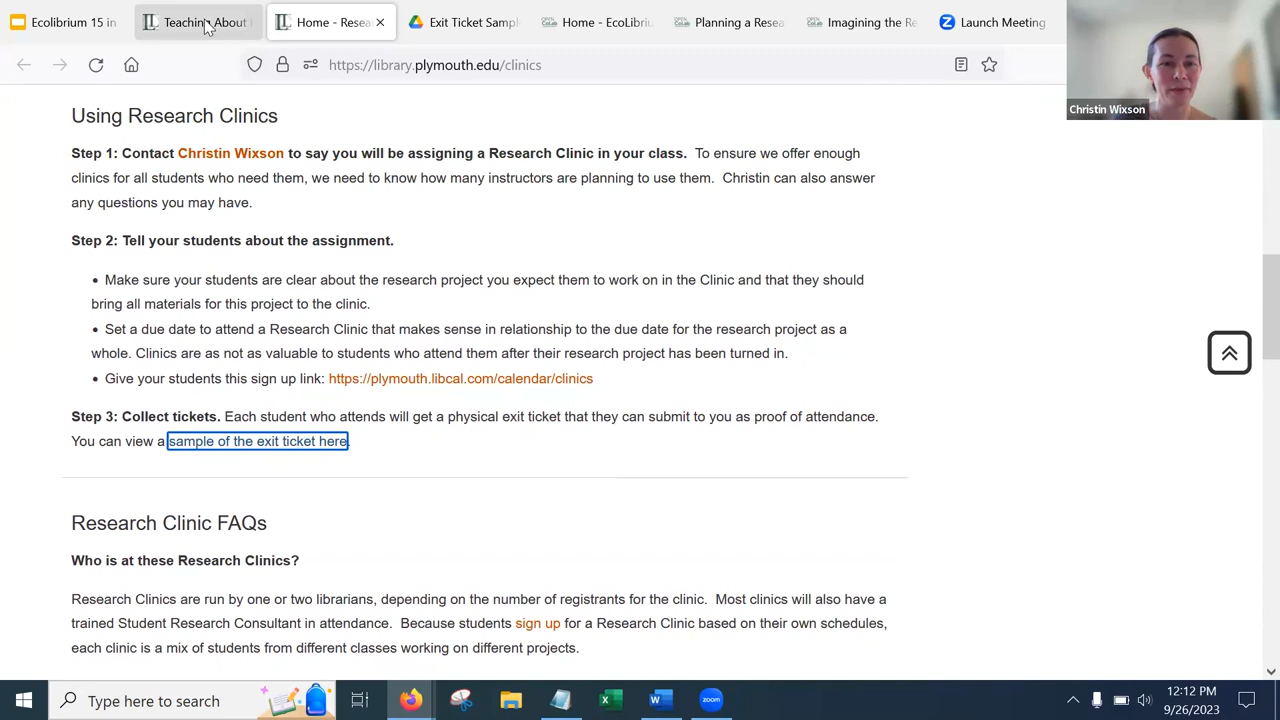 Ecolibrium 15 in
Teaching About
Home - Resea
Exit Ticket Sampl
Home - EcoLibriu
Planning a Resea
Imagining the Re
Launch Meeting
https://library.plymouth.edu/clinics
Christin Wixson
Using Research Clinics
Step 1: Contact Christin Wixson to say you will be assigning a Research Clinic in your class. To ensure we offer enough
clinics for all students who need them, we need to know how many instructors are planning to use them. Christin can also answer
any questions you may have.
Step 2: Tell your students about the assignment.
• Make sure your students are clear about the research project you expect them to work on in the Clinic and that they should
bring all materials for this project to the clinic.
• Set a due date to attend a Research Clinic that makes sense in relationship to the due date for the research project as a
whole. Clinics are as not as valuable to students who attend them after their research project has been turned in.
• Give your students this sign up link: https://plymouth.libcal.com/calendar/clinics
Step 3: Collect tickets. Each student who attends will get a physical exit ticket that they can submit to you as proof of attendance.
You can view a sample of the exit ticket here.
Research Clinic FAQs
Who is at these Research Clinics?
Research Clinics are run by one or two librarians, depending on the number of registrants for the clinic. Most clinics will also have a
trained Student Research Consultant in attendance. Because students sign up for a Research Clinic based on their own schedules,
each clinic is a mix of students from different classes working on different projects.
Type here to search
zoom
12:12 PM
9/26/2023